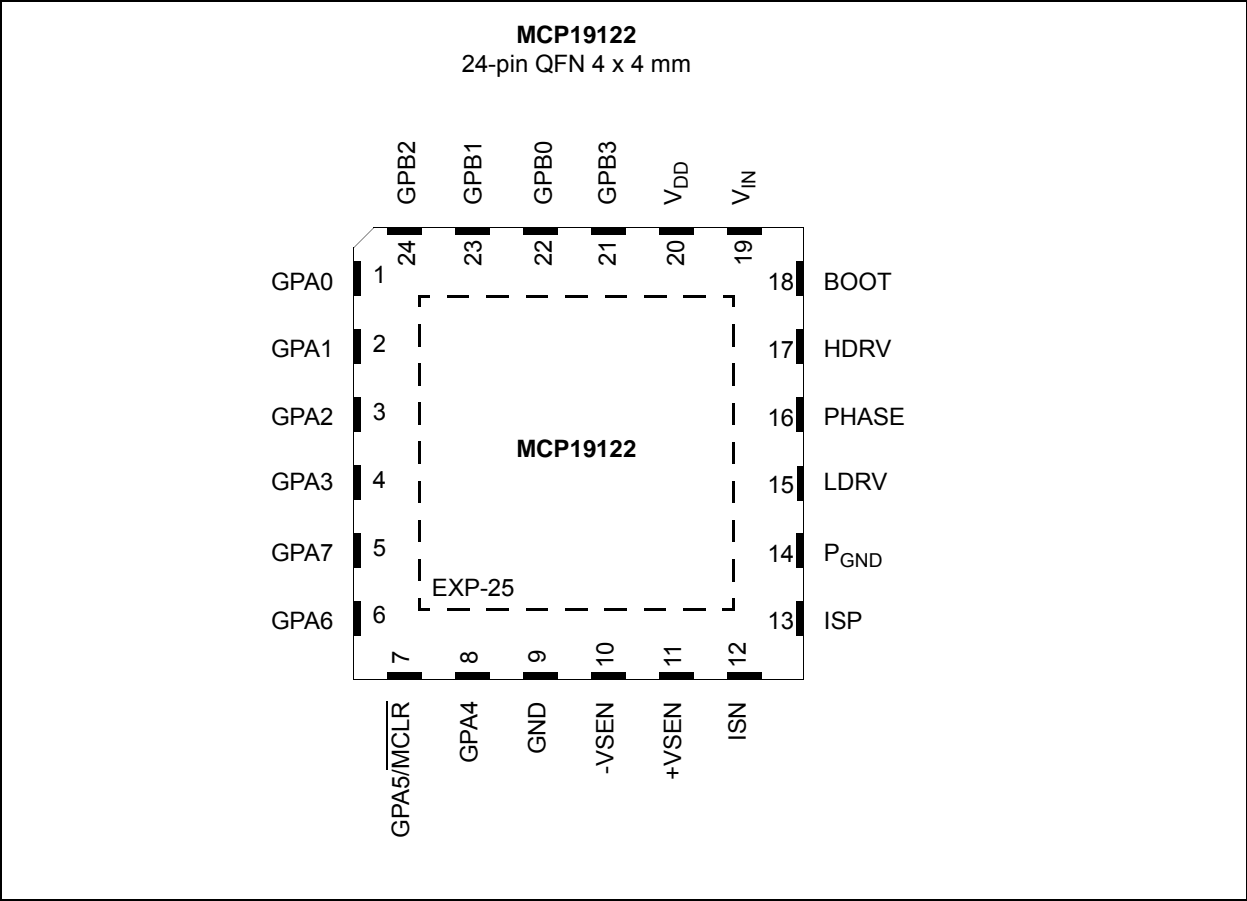 MCP19122
24-pin QFN 4 x 4 mm
GPB2
GPB1
GPB0
GPB3
VDD
VIN
24
23
22
21
20
19
GPA0
1
18
BOOT
GPA1
2
17
HDRV
GPA2
3
16
PHASE
MCP19122
GPA3
4
15
LDRV
GPA7
5
14
PGND
EXP-25
GPA6
6
13
ISP
7
8
9
10
11
12
GPA5/MCLR
GPA4
GND
-VSEN
+VSEN
ISN